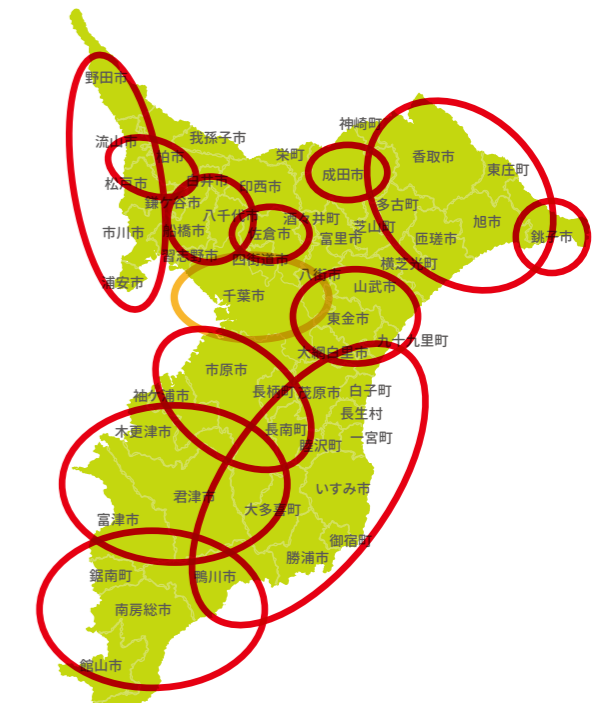 野田市
神崎町
我孫子市
流山市
柏市
栄町
香取市
東庄町
成田市
松戸市
白井市
印西市
鎌ケ谷市
多古町
八千代市
酒々井町
旭市
芝山町
市川市
船橋市
佐倉市
富里市
匝瑳市
銚子市
習志野市
四街道市
横芝光町
八街市
浦安市
千葉市
山武市
東金市
九十九里町
大網白里市
市原市
袖ケ浦市
長柄町
茂原市
白子町
長生村
木更津市
長南町
一宮町
睦沢町
いすみ市
君津市
大多喜町
富津市
御宿町
勝浦市
鋸南町
鴨川市
南房総市
館山市